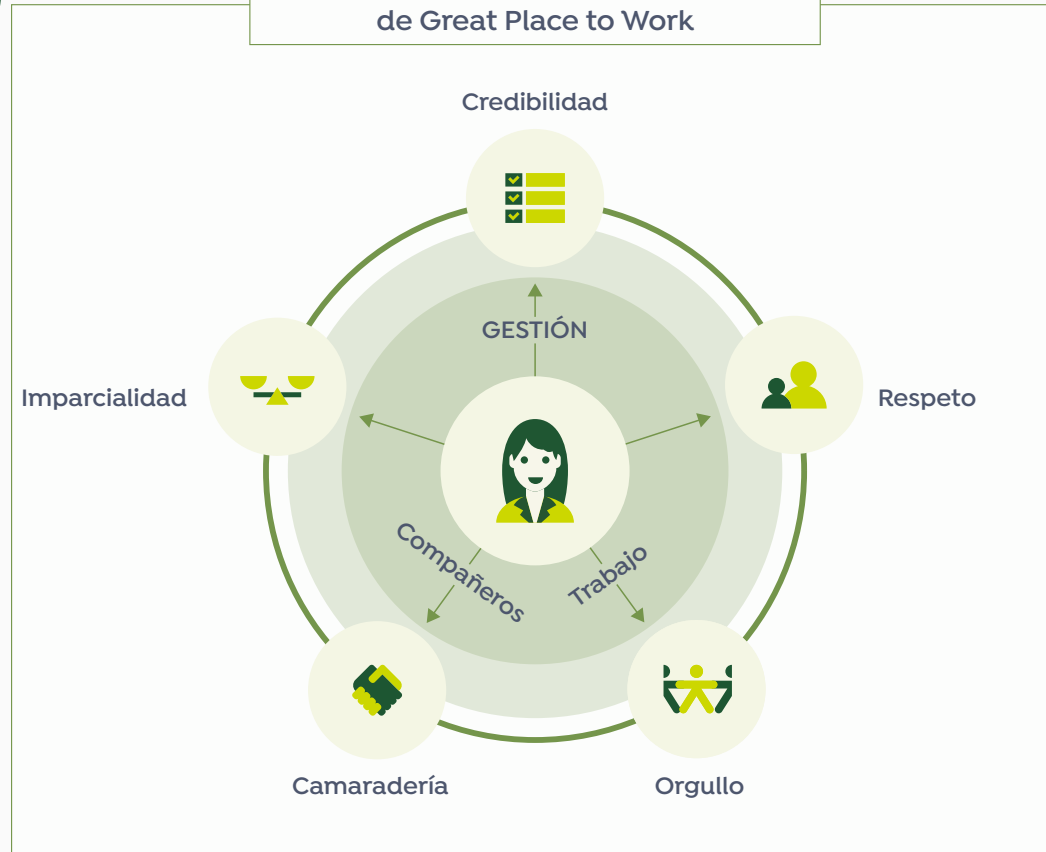 de Great Place to Work
Credibilidad
GESTIÓN
Imparcialidad
Respeto
Compañeros
Trabajo
Camaradería
Orgullo